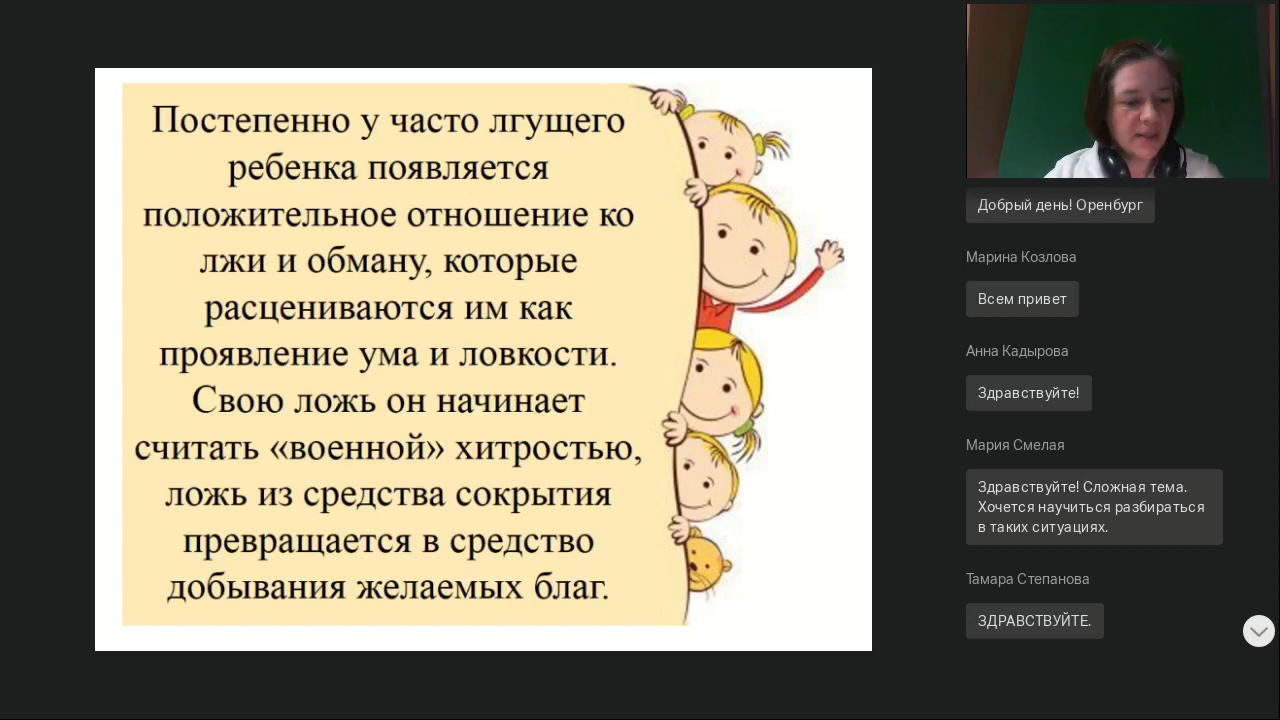 Постепенно у часто лгущего
ребенка появляется
положительное отношение ко
лжи и обману, которые
расцениваются им как
проявление ума и ловкости.
Свою ложь он начинает
считать «военной» хитростью,
ложь из средства сокрытия
превращается в средство
добывания желаемых благ.
Добрый день! Оренбург
Марина Козлова
Всем привет
Анна Кадырова
Здравствуйте!
Мария Смелая
Здравствуйте! Сложная тема.
Хочется научиться разбираться
в таких ситуациях.
Тамара Степанова
ЗДРАВСТВУЙТЕ.